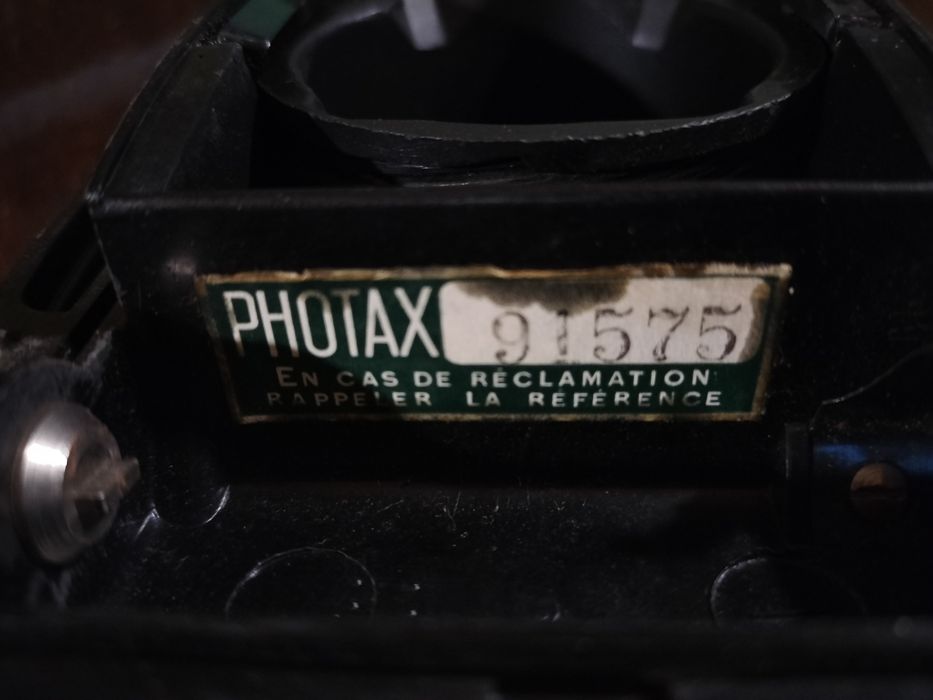 PHOTAX 91575
EN CAS DE RÉCLAMATION
RAPPELER LA RÉFÉRENCE